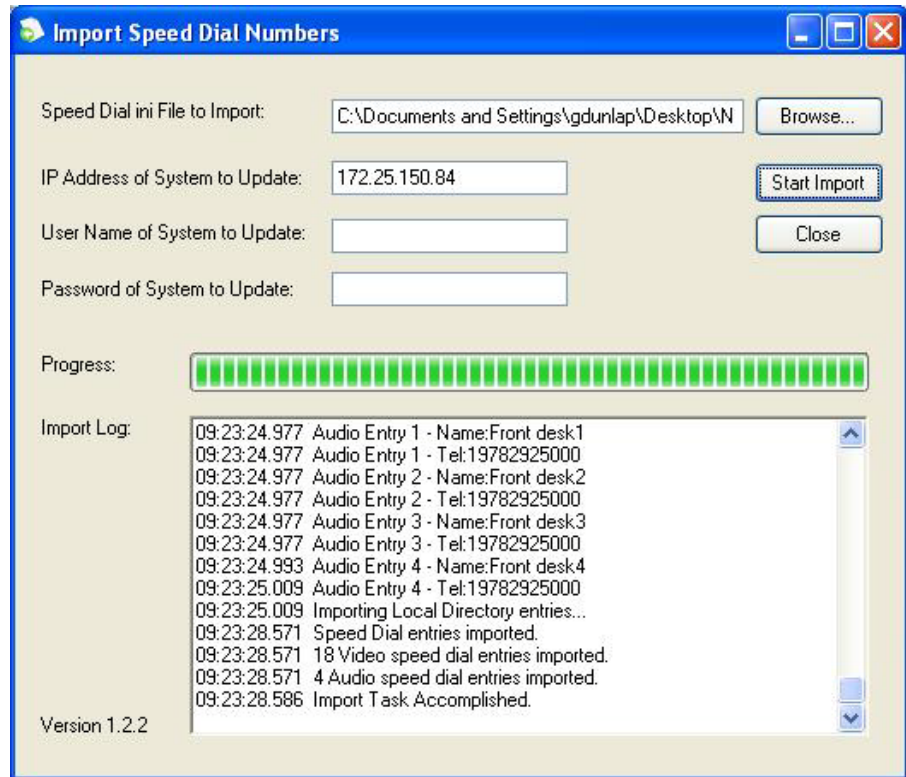 Import Speed Dial Numbers
Speed Dial ini File to Import:
C:\Documents and Settings\gdunlap\Desktop\N
Browse...
IP Address of System to Update:
172.25.150.84
Start Import
User Name of System to Update:
Close
Password of System to Update:
Progress:
Import Log:
09:23:24.977 Audio Entry 1 - Name:Front desk1
09:23:24.977 Audio Entry 1 - Tel:19782925000
09:23:24.977 Audio Entry 2 - Name:Front desk2
09:23:24.977 Audio Entry 2 - Tel:19782925000
09:23:24.977 Audio Entry 3 - Name:Front desk3
09:23:24.977 Audio Entry 3 - Tel:19782925000
09:23:24.993 Audio Entry 4 - Name:Front desk4
09:23:25.009 Audio Entry 4 - Tel:19782925000
09:23:25.009 Importing Local Directory entries...
09:23:28.571 Speed Dial entries imported.
09:23:28.571 18 Video speed dial entries imported.
09:23:28.571 4 Audio speed dial entries imported.
09:23:28.586 Import Task Accomplished.
Version 1.2.2